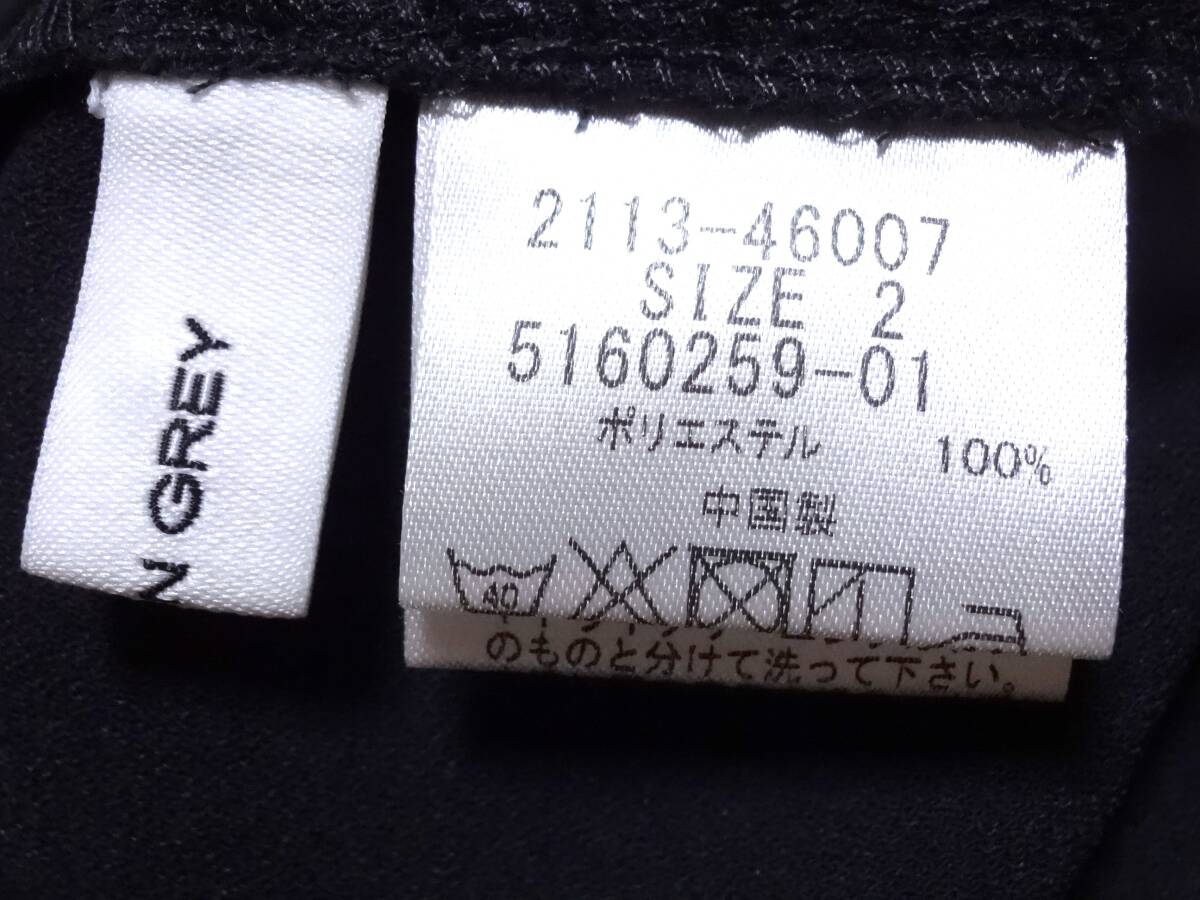 N GREY
2113-46007
SIZE 2
5160259-01
ポリエステル 100%
中国製
40
のものと分けて洗って下さい。